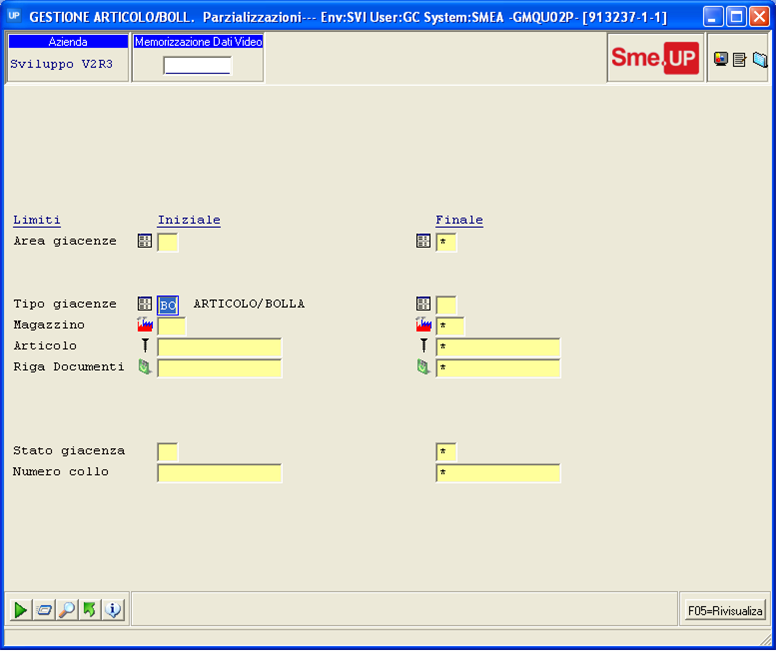 UP GESTIONE ARTICOLO/BOLL. Parzializzazioni--- Env:SVI User:GC System:SMEA -GMQU02P- [913237-1-1]
Azienda Memorizzazione Dati Video
Sviluppo V2R3
Sme.UP
Limiti Iniziale Finale
Area giacenze *
Tipo giacenze BO ARTICOLO/BOLLA
Magazzino *
Articolo *
Riga Documenti *
Stato giacenza *
Numero collo *
F05=Rivisualiza